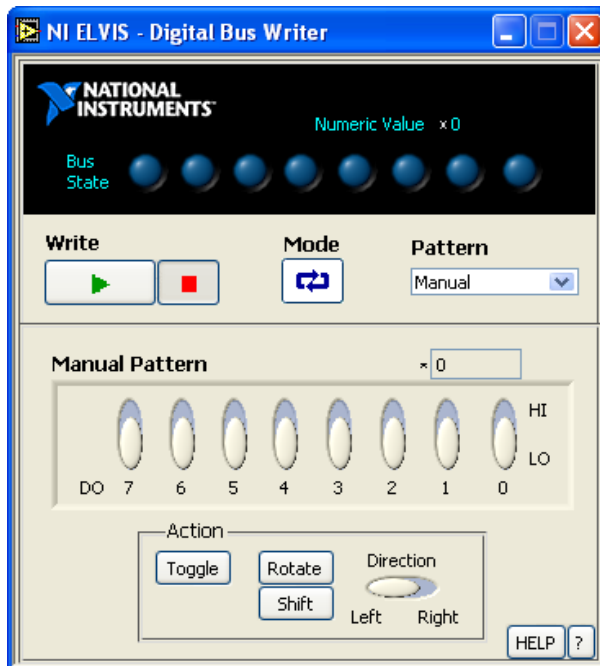 NI ELVIS - Digital Bus Writer
NATIONAL
INSTRUMENTS™
Numeric Value x 0
Bus
State
Write
Mode
Pattern
Manual
Manual Pattern
x 0
HI
LO
DO 7 6 5 4 3 2 1 0
Action
Toggle
Rotate
Direction
Shift
Left Right
HELP ?